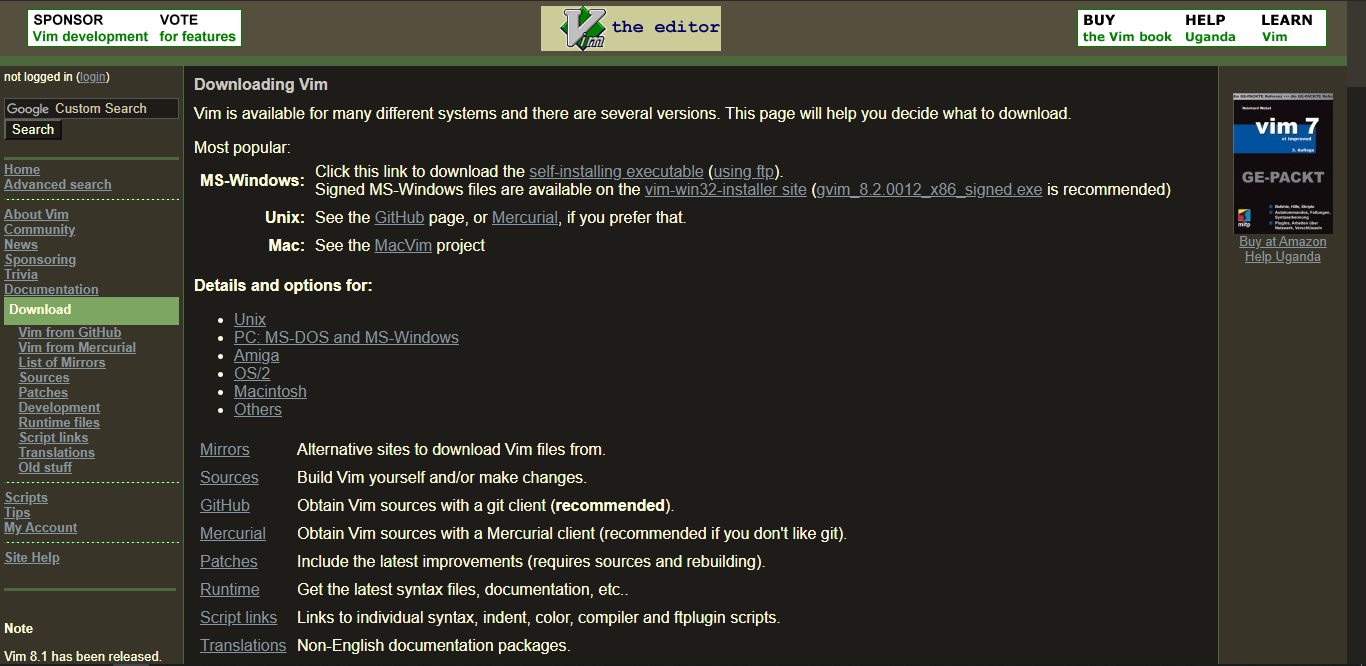 SPONSOR VOTE
Vim development for features
Vim the editor
BUY HELP LEARN
the Vim book Uganda Vim
not logged in (login)
Google Custom Search
Search
Home
Advanced search
About Vim
Community
News
Sponsoring
Trivia
Documentation
Download
Vim from GitHub
Vim from Mercurial
List of Mirrors
Sources
Patches
Development
Runtime files
Script links
Translations
Old stuff
Scripts
Tips
My Account
Site Help
Note
Vim 8.1 has been released.
Downloading Vim
Vim is available for many different systems and there are several versions. This page will help you decide what to download.
Most popular:
MS-Windows: Click this link to download the self-installing executable (using ftp).
Signed MS-Windows files are available on the vim-win32-installer site (gvim_8.2.0012_x86_signed.exe is recommended)
Unix: See the GitHub page, or Mercurial, if you prefer that.
Mac: See the MacVim project
Details and options for:
Unix
PC: MS-DOS and MS-Windows
Amiga
OS/2
Macintosh
Others
Mirrors Alternative sites to download Vim files from.
Sources Build Vim yourself and/or make changes.
GitHub Obtain Vim sources with a git client (recommended).
Mercurial Obtain Vim sources with a Mercurial client (recommended if you don't like git).
Patches Include the latest improvements (requires sources and rebuilding).
Runtime Get the latest syntax files, documentation, etc..
Script links Links to individual syntax, indent, color, compiler and ftplugin scripts.
Translations Non-English documentation packages.
vim 7
vi improved
GE-PACKT
mitp
Buy at Amazon
Help Uganda